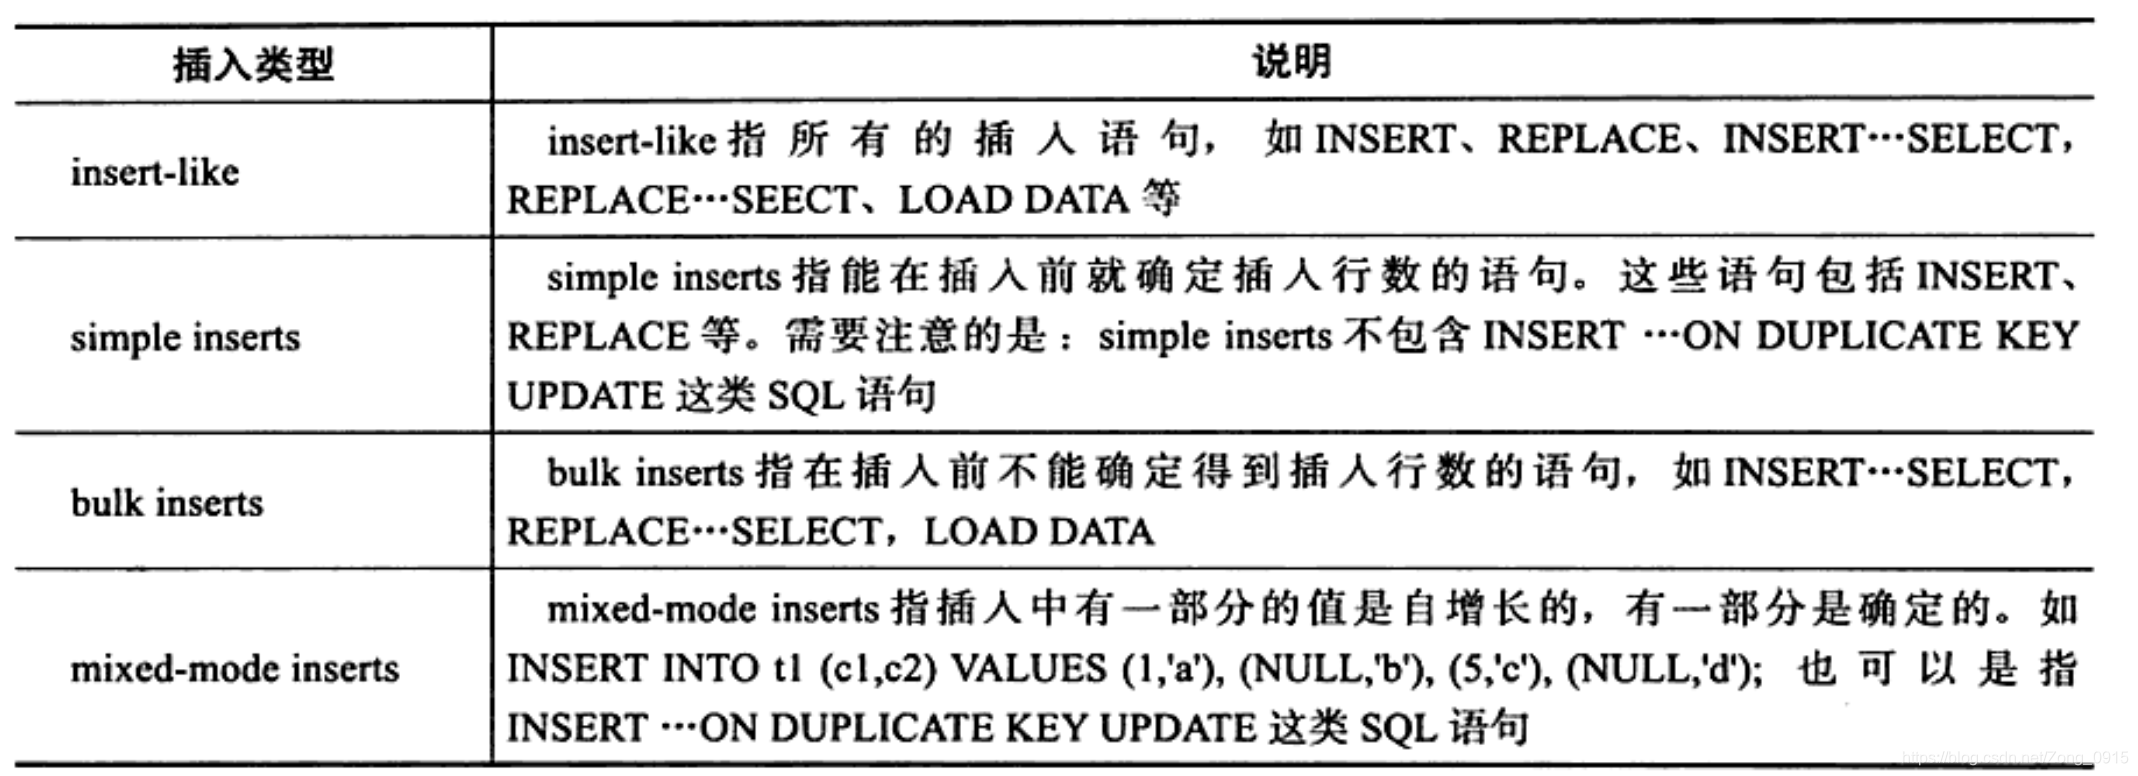 插入类型
说明
insert-like
insert-like 指所有的插入语句，如 INSERT、REPLACE、INSERT…SELECT，
REPLACE…SEECT、LOAD DATA 等
simple inserts
simple inserts 指能在插入前就确定插入行数的语句。这些语句包括 INSERT、
REPLACE 等。需要注意的是：simple inserts 不包含 INSERT …ON DUPLICATE KEY
UPDATE 这类 SQL 语句
bulk inserts
bulk inserts 指在插入前不能确定得到插入行数的语句，如 INSERT…SELECT，
REPLACE…SELECT，LOAD DATA
mixed-mode inserts
mixed-mode inserts 指插入中有一部分的值是自增长的，有一部分是确定的。如
INSERT INTO t1 (c1,c2) VALUES (1,'a'), (NULL,'b'), (5,'c'), (NULL,'d'); 也可以是指
INSERT …ON DUPLICATE KEY UPDATE 这类 SQL 语句
https://blog.csdn.net/Zong_0915